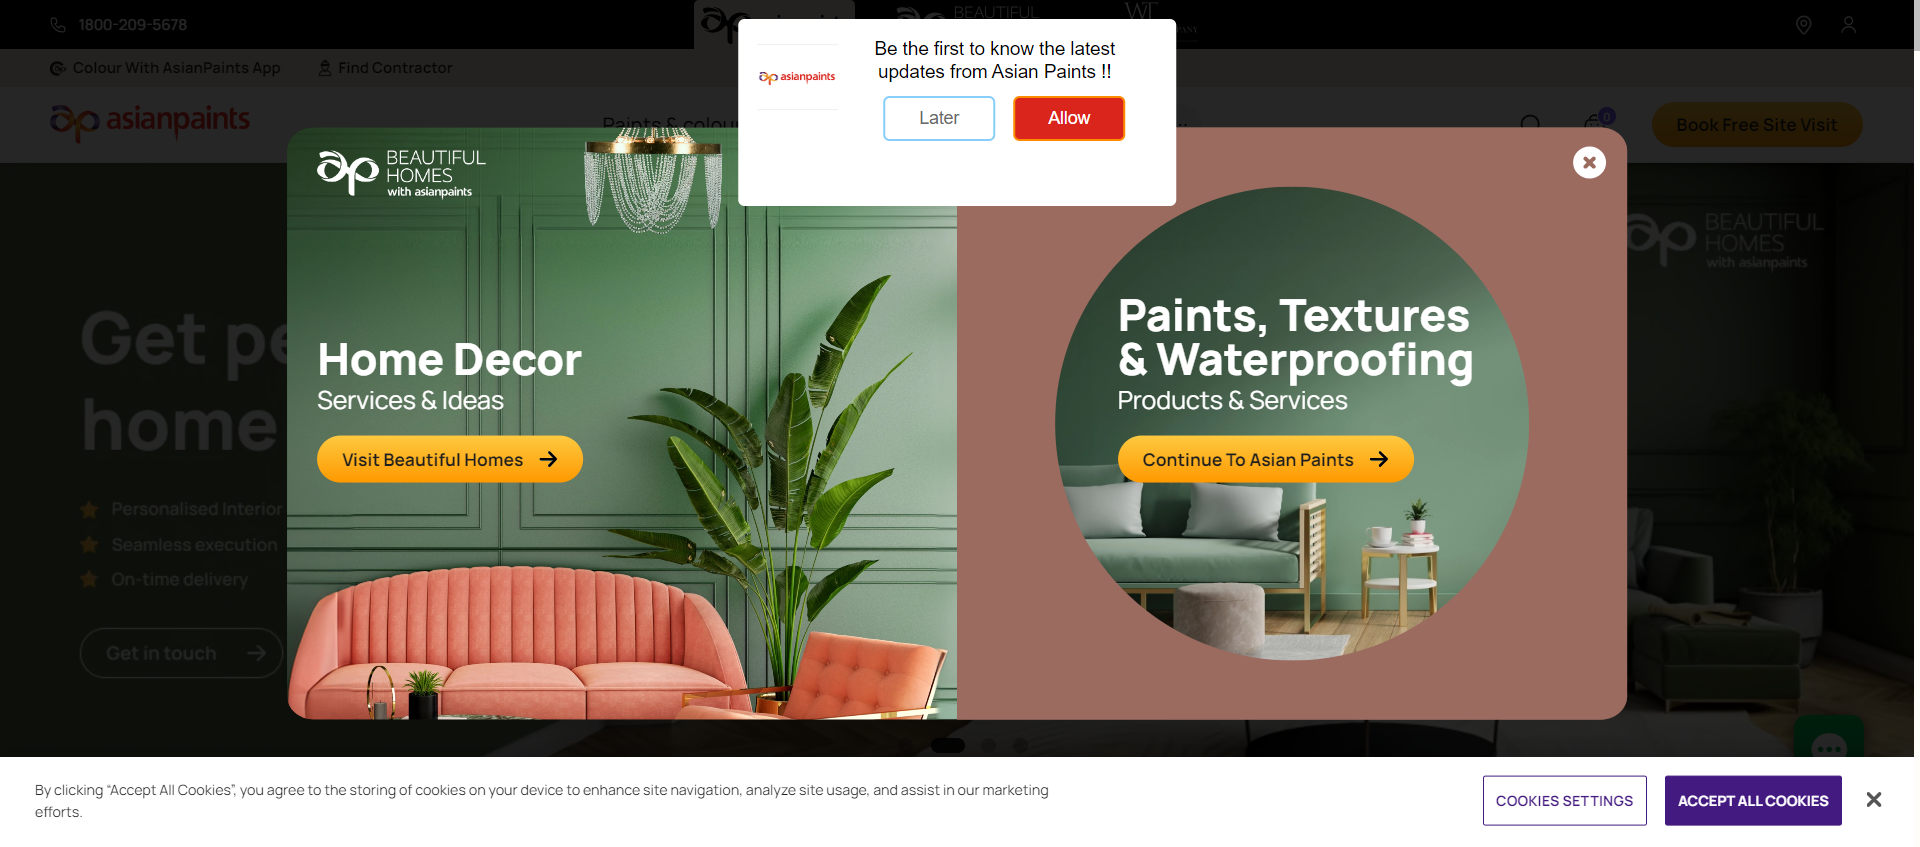 1800-209-5678
BEAUTIFUL
WT
Colour With AsianPaints App
Find Contractor
asianpaints
Paints & colou
0
Book Free Site Visit
asianpaints
Be the first to know the latest
updates from Asian Paints !!
Later
Allow
BEAUTIFUL
HOMES
with asianpaints
Home Decor
Services & Ideas
Visit Beautiful Homes
Paints, Textures
& Waterproofing
Products & Services
Continue To Asian Paints
BEAUTIFUL
HOMES
with asianpaints
Get pe
home
Personalised Interior
Seamless execution
On-time delivery
Get in touch
By clicking “Accept All Cookies”, you agree to the storing of cookies on your device to enhance site navigation, analyze site usage, and assist in our marketing
efforts.
COOKIES SETTINGS
ACCEPT ALL COOKIES